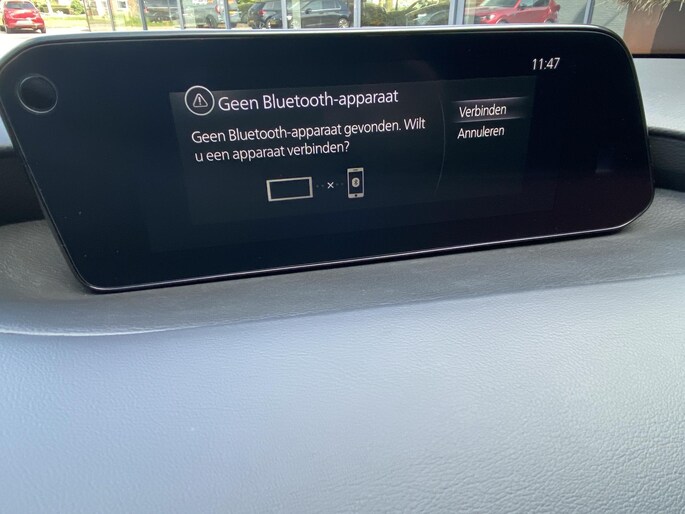 11:47
Geen Bluetooth-apparaat
Geen Bluetooth-apparaat gevonden. Wilt
u een apparaat verbinden?
Verbinden
Annuleren